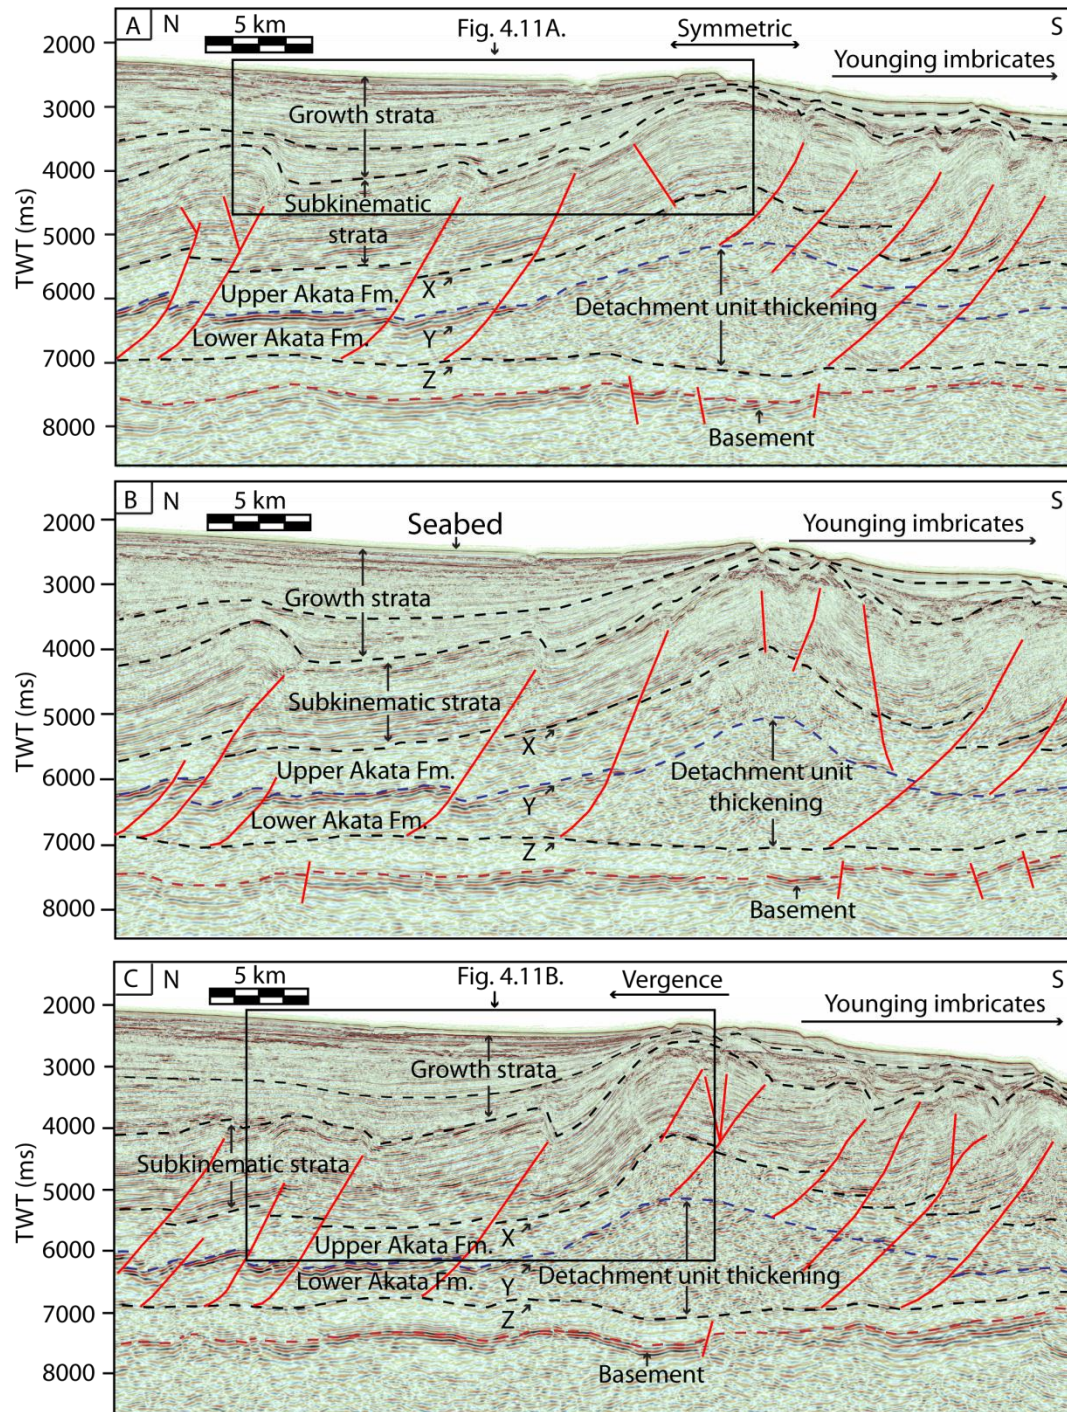 A N
5 km
Fig. 4.11A.
Symmetric
S
Younging imbricates
2000
3000
4000
5000
6000
7000
8000
TWT (ms)
Growth strata
Subkinematic
strata
Upper Akata Fm.
Lower Akata Fm.
X
Y
Z
Detachment unit thickening
Basement
B N
5 km
Seabed
Younging imbricates
S
2000
3000
4000
5000
6000
7000
8000
TWT (ms)
Growth strata
Subkinematic strata
Upper Akata Fm.
Lower Akata Fm.
X
Y
Z
Detachment unit
thickening
Basement
C N
5 km
Fig. 4.11B.
Vergence
S
Younging imbricates
2000
3000
4000
5000
6000
7000
8000
TWT (ms)
Growth strata
Subkinematic strata
Upper Akata Fm.
Lower Akata Fm.
X
Y
Z
Detachment unit thickening
Basement